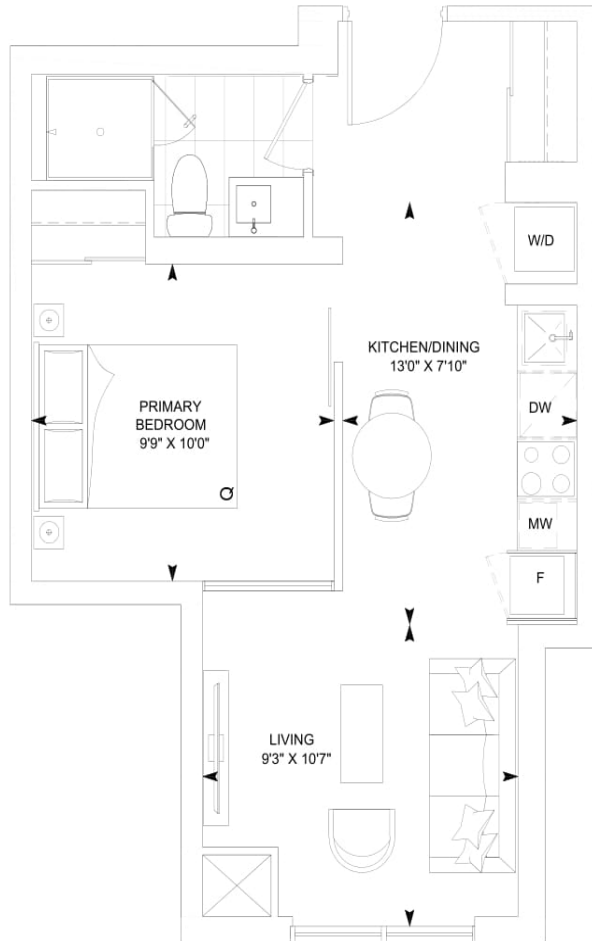 W/D
KITCHEN/DINING
13'0" X 7'10"
PRIMARY
BEDROOM
9'9" X 10'0"
DW
Q
MW
F
LIVING
9'3" X 10'7"